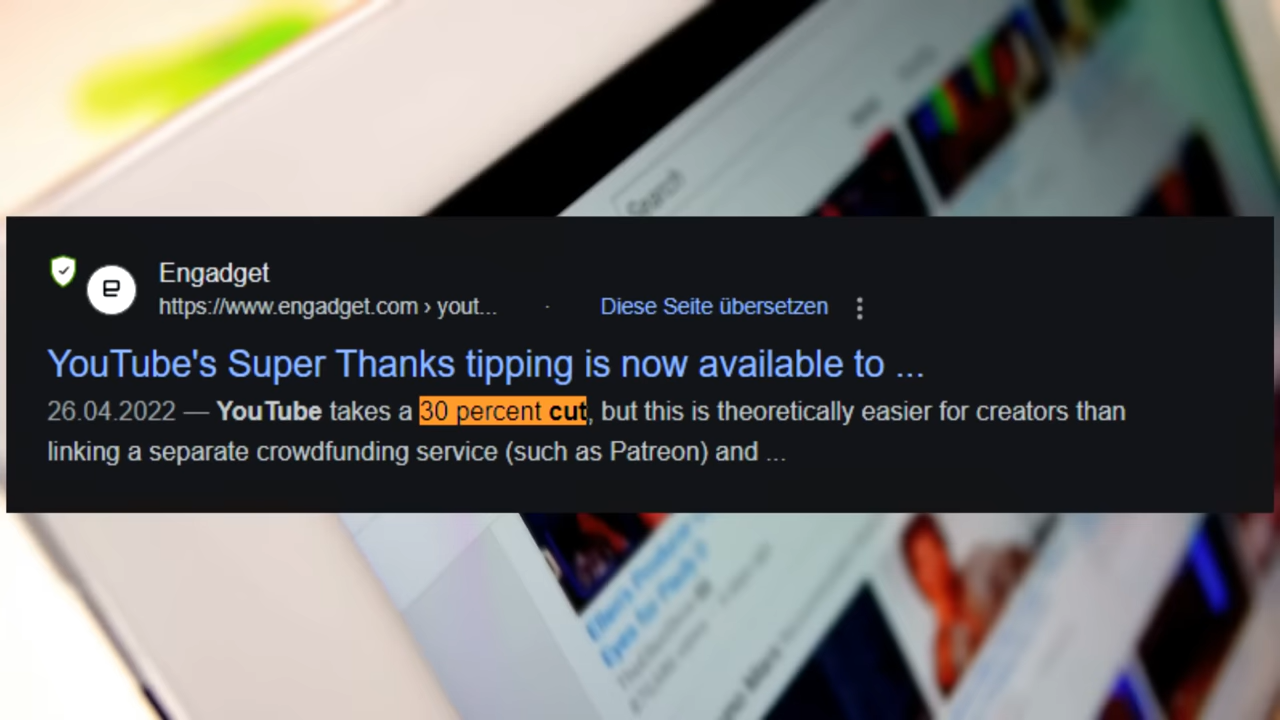 Search
Engadget
https://www.engadget.com › yout... · Diese Seite übersetzen
YouTube's Super Thanks tipping is now available to ...
26.04.2022 — YouTube takes a 30 percent cut, but this is theoretically easier for creators than
linking a separate crowdfunding service (such as Patreon) and ...